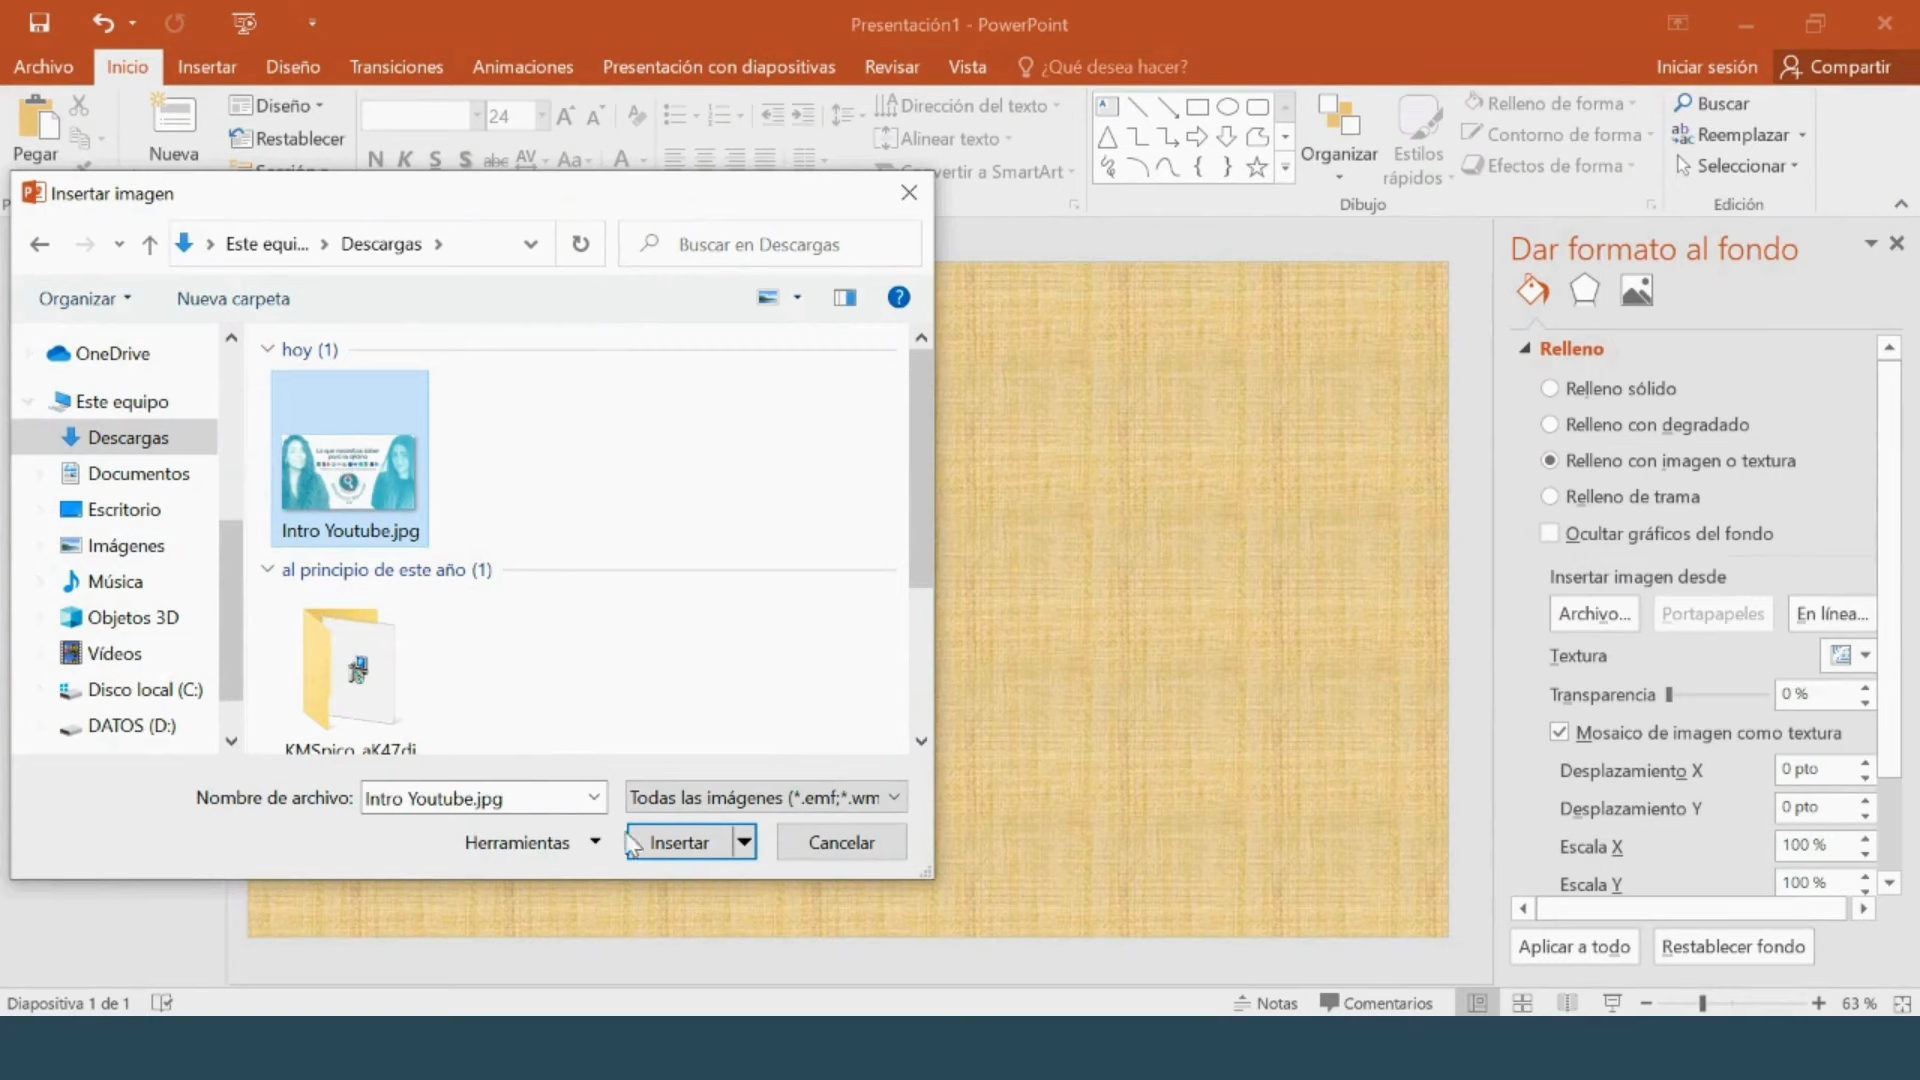 Presentación1 - PowerPoint
Archivo Inicio Insertar Diseño Transiciones Animaciones Presentación con diapositivas Revisar Vista ¿Qué desea hacer? Iniciar sesión Compartir
Pegar
Nueva
Diseño
Restablecer
24
N K S S abc AV Aa A
Dirección del texto
Alinear texto
Organizar
Estilos rápidos
Relleno de forma
Contorno de forma
Efectos de forma
Dibujo
Buscar
Reemplazar
Seleccionar
Edición
Insertar imagen
Este equi... Descargas
Buscar en Descargas
Organizar Nueva carpeta
OneDrive
Este equipo
Descargas
Documentos
Escritorio
Imágenes
Música
Objetos 3D
Vídeos
Disco local (C:)
DATOS (D:)
hoy (1)
Intro Youtube.jpg
al principio de este año (1)
Nombre de archivo: Intro Youtube.jpg
Todas las imágenes (*.emf;*.wm
Herramientas Insertar Cancelar
Dar formato al fondo
Relleno
Relleno sólido
Relleno con degradado
Relleno con imagen o textura
Relleno de trama
Ocultar gráficos del fondo
Insertar imagen desde
Archivo... Portapapeles En línea...
Textura
Transparencia 0 %
Mosaico de imagen como textura
Desplazamiento X 0 pto
Desplazamiento Y 0 pto
Escala X 100 %
Escala Y 100 %
Aplicar a todo Restablecer fondo
Diapositiva 1 de 1
Notas Comentarios 63 %